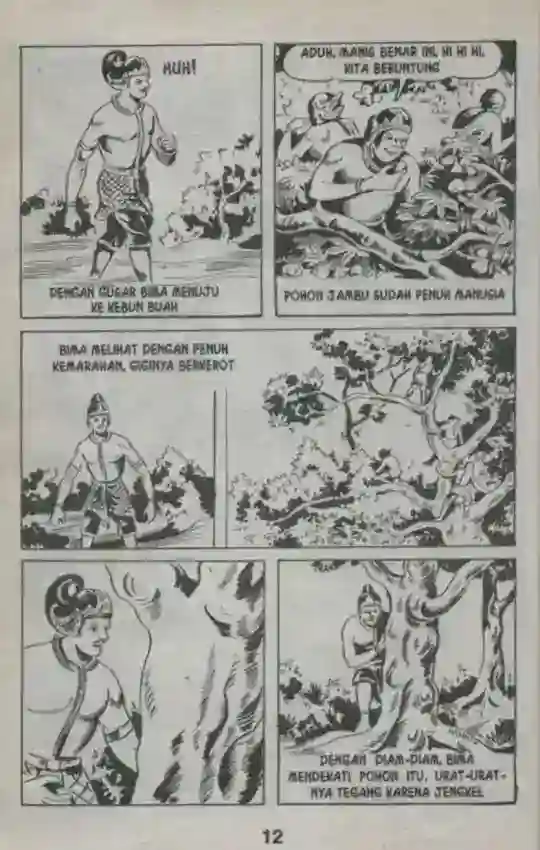 HUH!
DENGAN GUSAR BIMA MENUJU
KE KEBUN BUAH
ADUH, MANIS BENAR INI, HI HI HI,
KITA BERUNTUNG
POHON JAMBU SUDAH PENUH MANUSIA
BIMA MELIHAT DENGAN PENUH
KEMARAHAN, GIGINYA BERKEROT
DENGAN DIAM-DIAM, BIMA
MENDEKATI POHON ITU, URAT-URAT-
NYA TEGANG KARENA JENGKEL
12